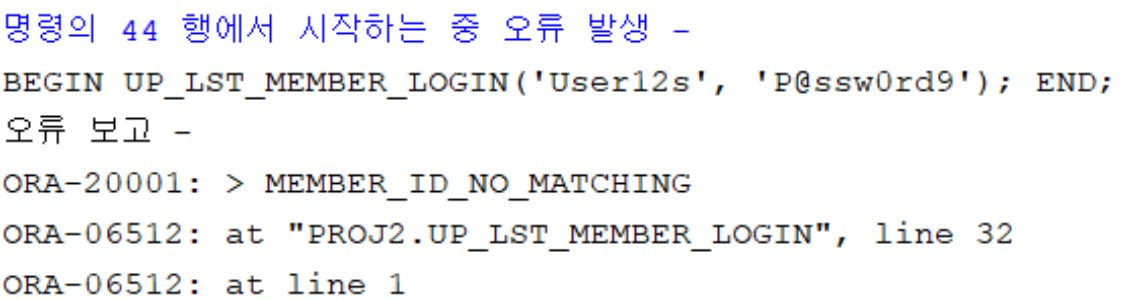 명령의 44 행에서 시작하는 중 오류 발생 -
BEGIN UP_LST_MEMBER_LOGIN('User12s', 'P@ssw0rd9'); END;
오류 보고 -
ORA-20001: > MEMBER_ID_NO_MATCHING
ORA-06512: at "PROJ2.UP_LST_MEMBER_LOGIN", line 32
ORA-06512: at line 1